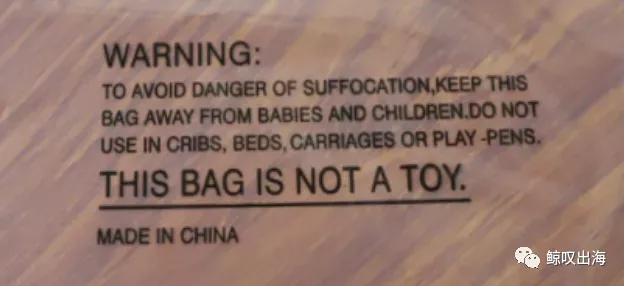 WARNING:
TO AVOID DANGER OF SUFFOCATION,KEEP THIS
BAG AWAY FROM BABIES AND CHILDREN.DO NOT
USE IN CRIBS, BEDS, CARRIAGES OR PLAY-PENS.
THIS BAG IS NOT A TOY.
MADE IN CHINA
鲸叹出海